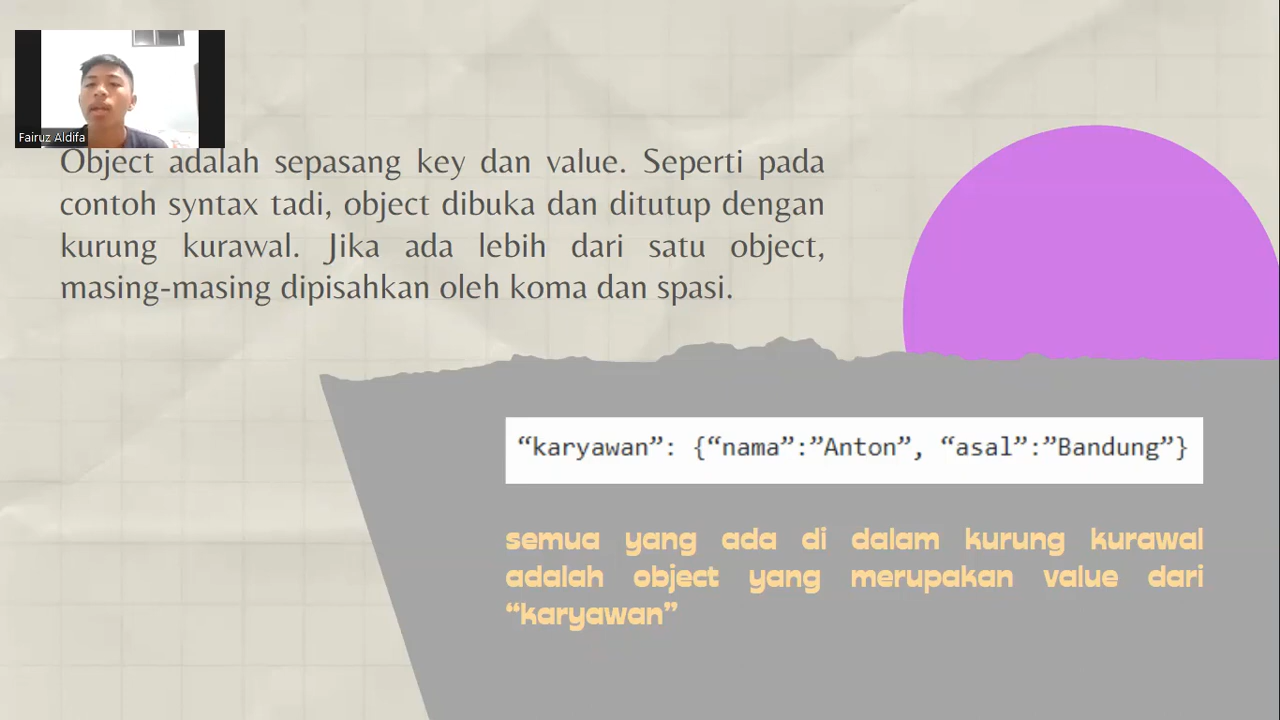 Fairuz Aldifa
Object adalah sepasang key dan value. Seperti pada
contoh syntax tadi, object dibuka dan ditutup dengan
kurung kurawal. Jika ada lebih dari satu object,
masing-masing dipisahkan oleh koma dan spasi.
“karyawan”: {“nama”:”Anton”, “asal”:”Bandung”}
semua yang ada di dalam kurung kurawal
adalah object yang merupakan value dari
“karyawan”